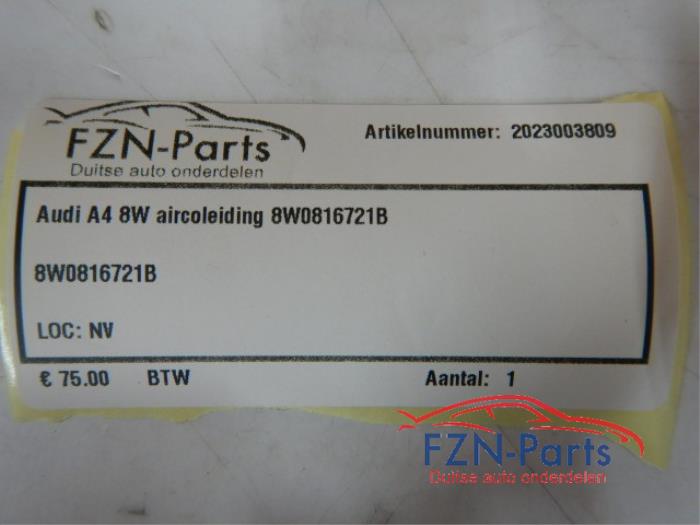 FZN-Parts
Duitse auto onderdelen
Artikelnummer: 2023003809
Audi A4 8W aircoleiding 8W0816721B
8W0816721B
LOC: NV
€ 75.00 BTW Aantal: 1
FZN-Parts
Duitse auto onderdelen